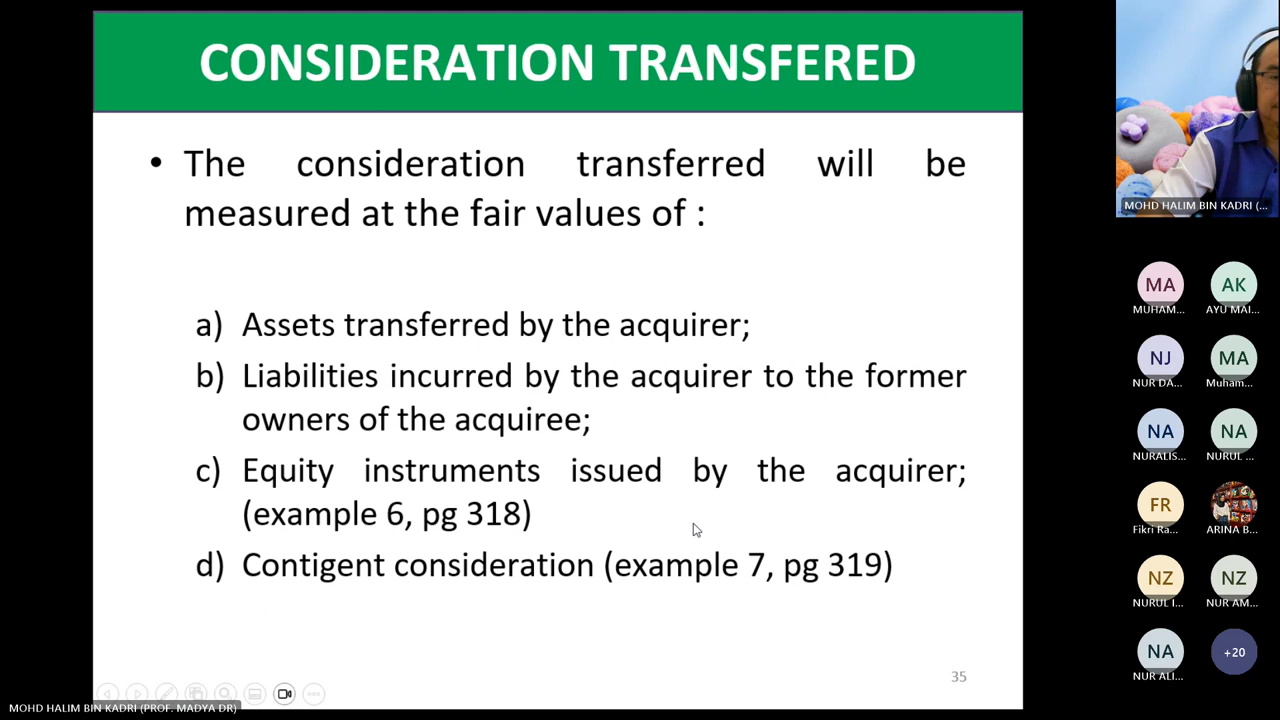 CONSIDERATION TRANSFERED
• The consideration transferred will be
measured at the fair values of :
a) Assets transferred by the acquirer;
b) Liabilities incurred by the acquirer to the former
owners of the acquiree;
c) Equity instruments issued by the acquirer;
(example 6, pg 318)
d) Contigent consideration (example 7, pg 319)
35
MOHD HALIM BIN KADRI (PROF. MADYA DR)
MOHD HALIM BIN KADRI (...
MA
MUHAM...
AK
AYU MAI...
NJ
NUR DA...
MA
Muham...
NA
NURALIS...
NA
NURUL ...
FR
Fikri Ra...
ARINA B...
NZ
NURUL I...
NZ
NUR AM...
NA
NUR ALI...
+20